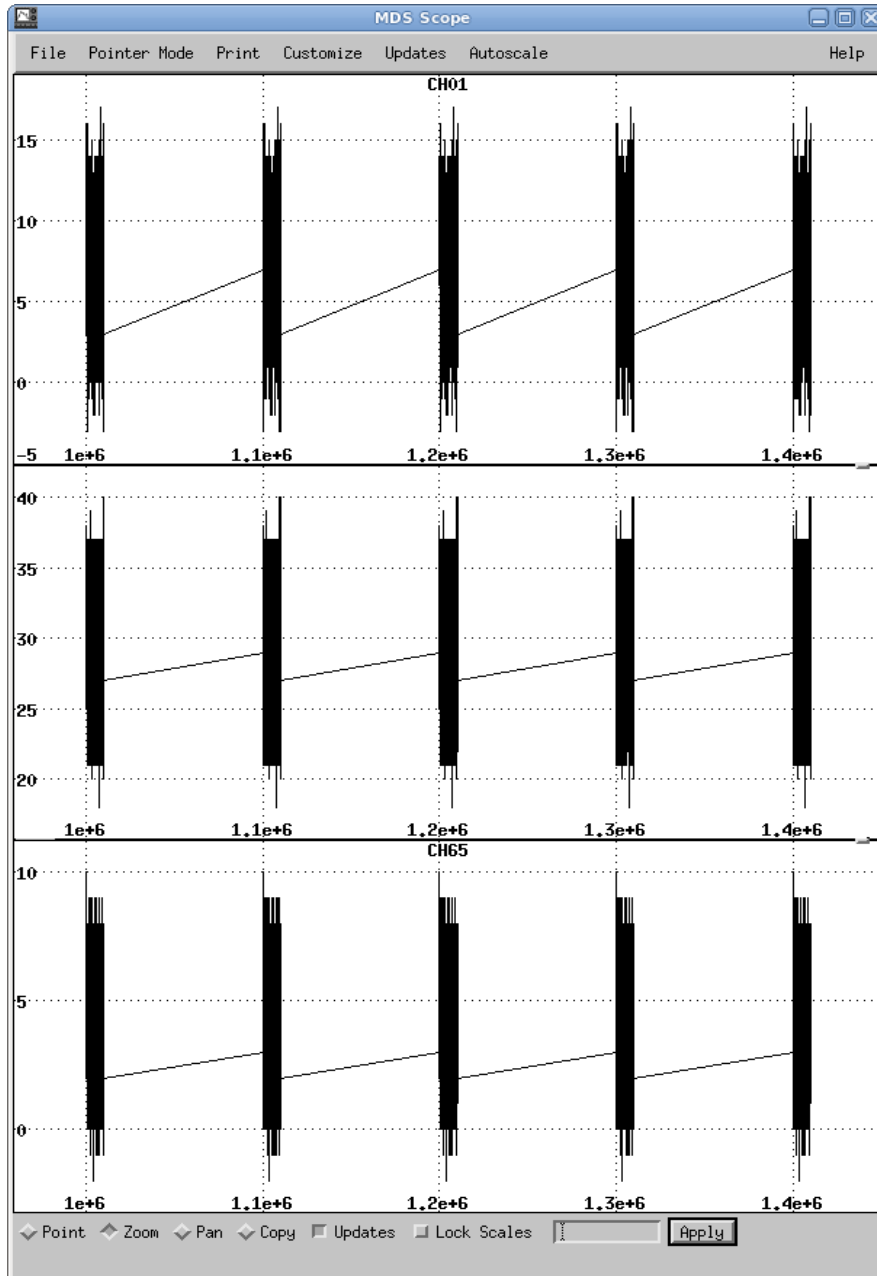 MDS Scope
File Pointer Mode Print Customize Updates Autoscale Help
CH01
15
10
5
0
-5 1e+6 1.1e+6 1.2e+6 1.3e+6 1.4e+6
40
35
30
25
20
1e+6 1.1e+6 1.2e+6 1.3e+6 1.4e+6
CH65
10
5
0
1e+6 1.1e+6 1.2e+6 1.3e+6 1.4e+6
Point Zoom Pan Copy Updates Lock Scales Apply